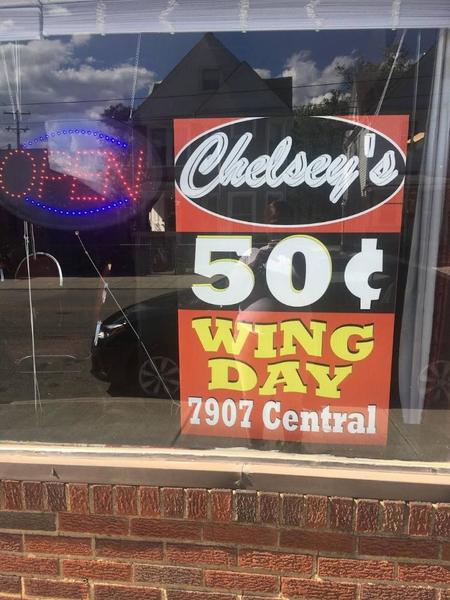 OPEN
Chelsey's
50¢
WING
DAY
7907 Central